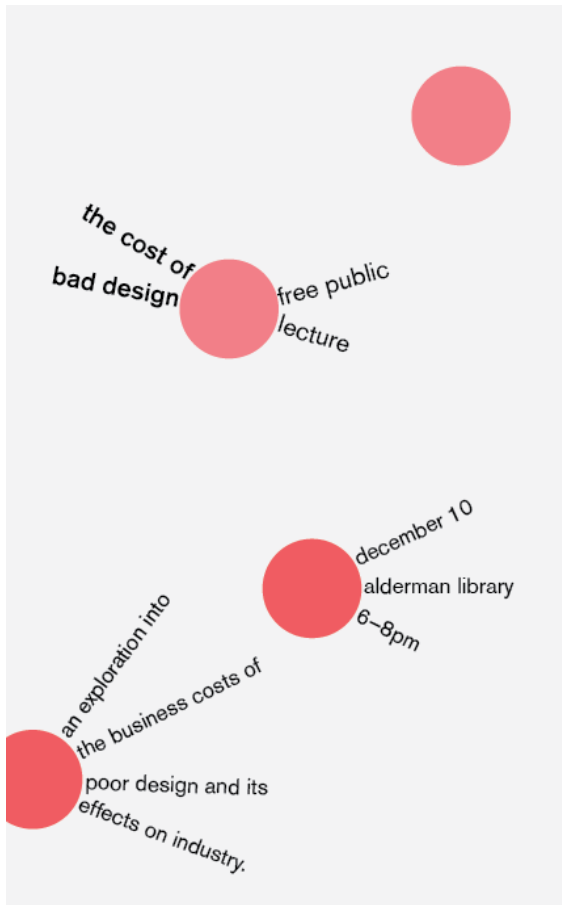 the cost of
bad design
free public
lecture
december 10
alderman library
6–8pm
an exploration into
the business costs of
poor design and its
effects on industry.